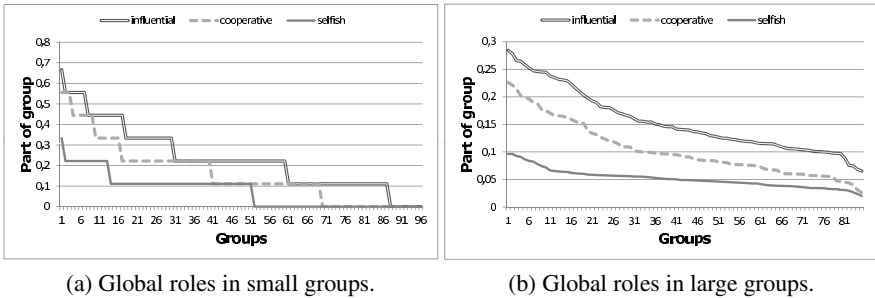 influential cooperative selfish
0,8
0,7
0,6
0,5
0,4
0,3
0,2
0,1
0
Part of group
1 6 11 16 21 26 31 36 41 46 51 56 61 66 71 76 81 86 91 96
Groups
(a) Global roles in small groups.
influential cooperative selfish
0,3
0,25
0,2
0,15
0,1
0,05
0
Part of group
1 6 11 16 21 26 31 36 41 46 51 56 61 66 71 76 81
Groups
(b) Global roles in large groups.